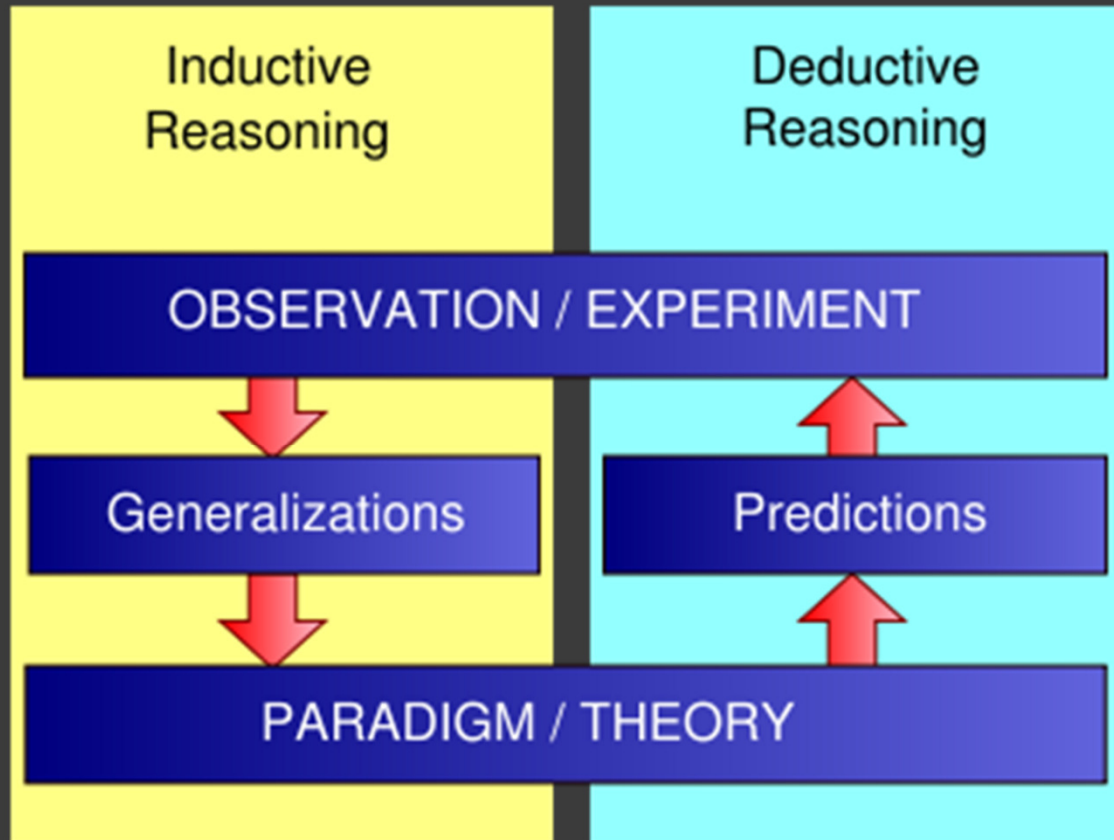 Inductive
Reasoning
Deductive
Reasoning
OBSERVATION / EXPERIMENT
Generalizations
Predictions
PARADIGM / THEORY